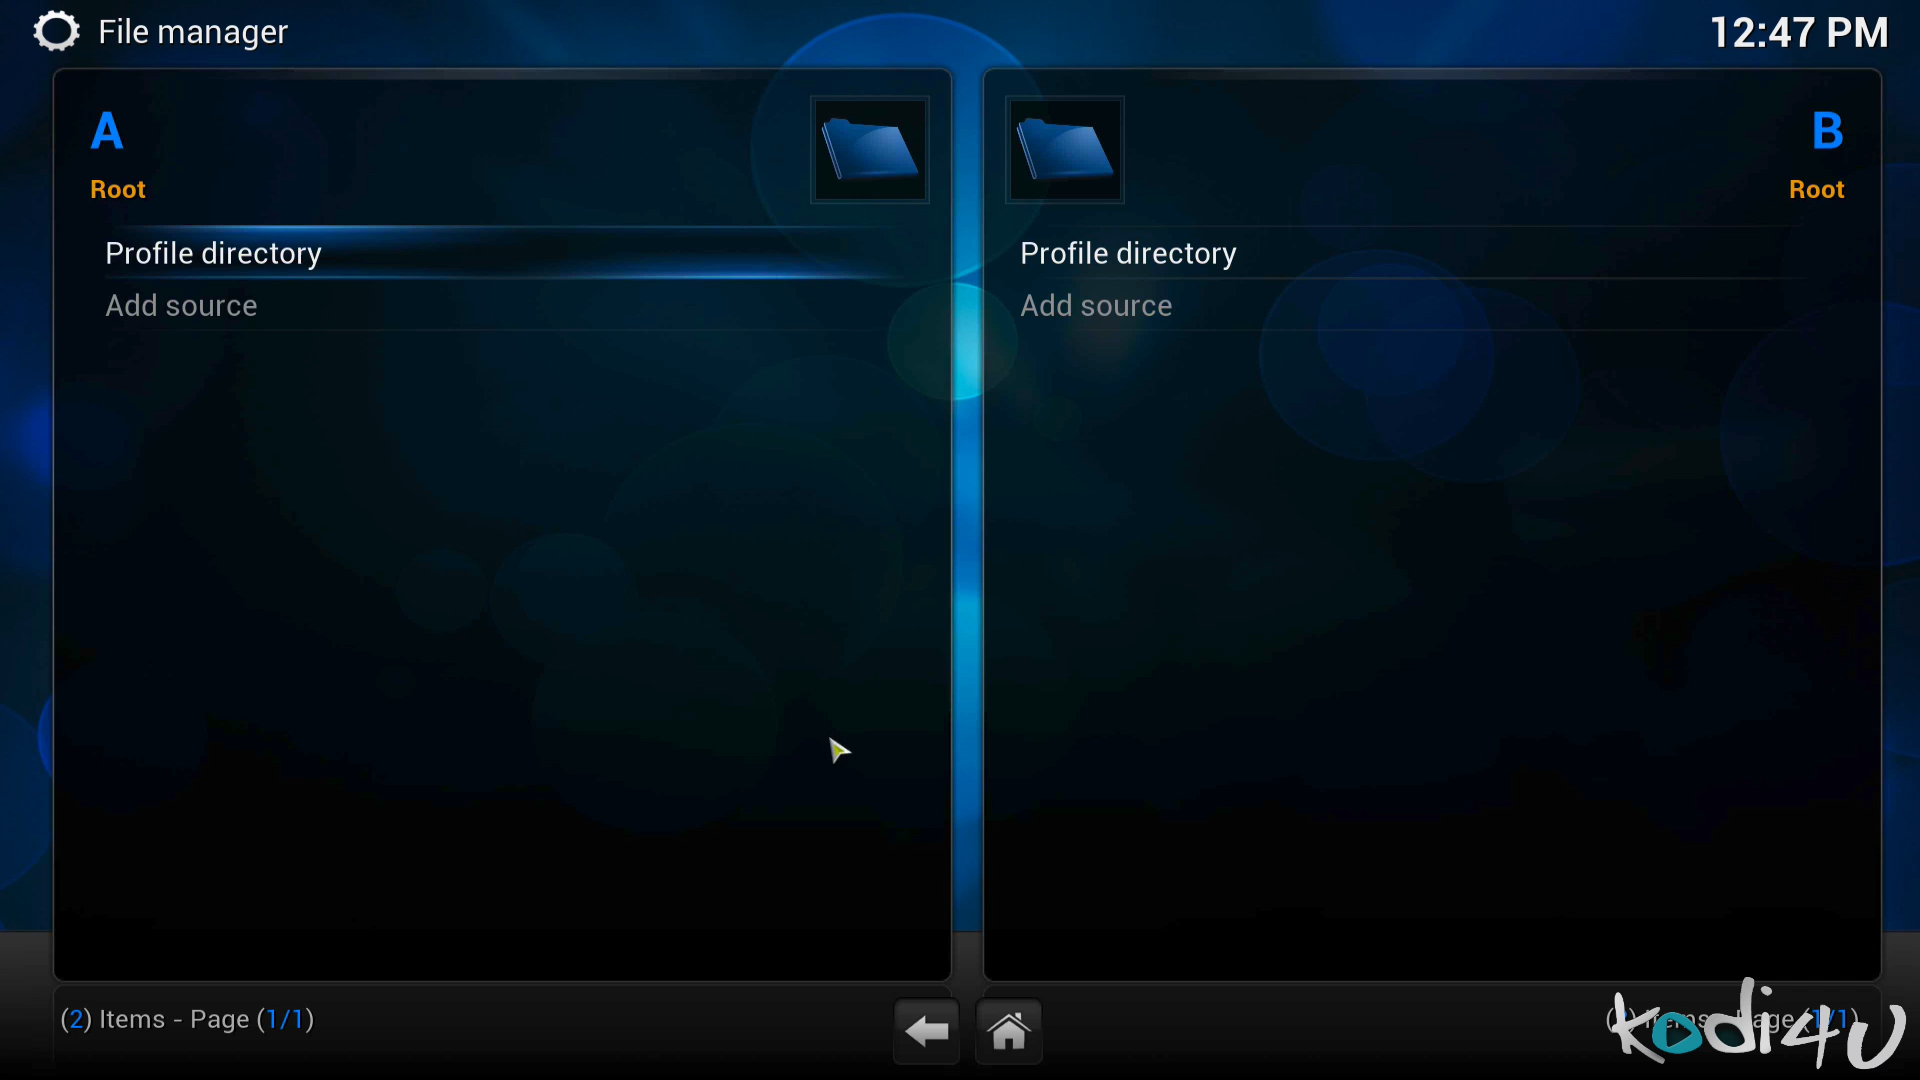 File manager
12:47 PM
A
Root
Profile directory
Add source
B
Root
Profile directory
Add source
(2) Items - Page (1/1)
kodi4U